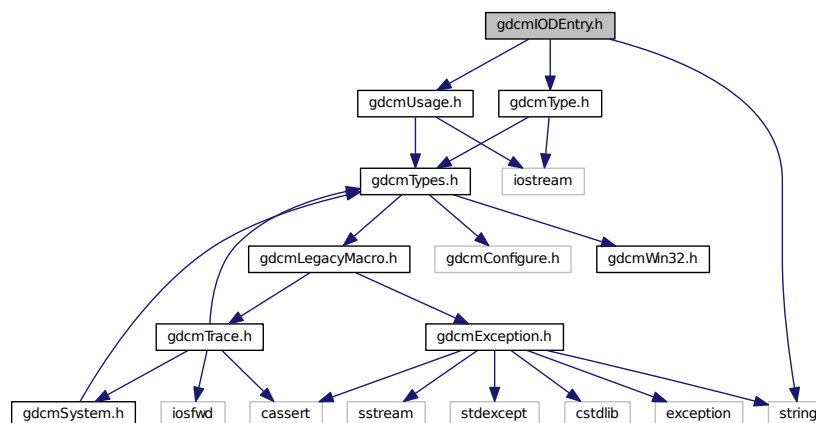 gdcmIODEntry.h
gdcmUsage.h
gdcmType.h
gdcmTypes.h
iostream
gdcmLegacyMacro.h
gdcmConfigure.h
gdcmWin32.h
gdcmTrace.h
gdcmException.h
gdcmSystem.h
iosfwd
cassert
sstream
stdexcept
cstdlib
exception
string